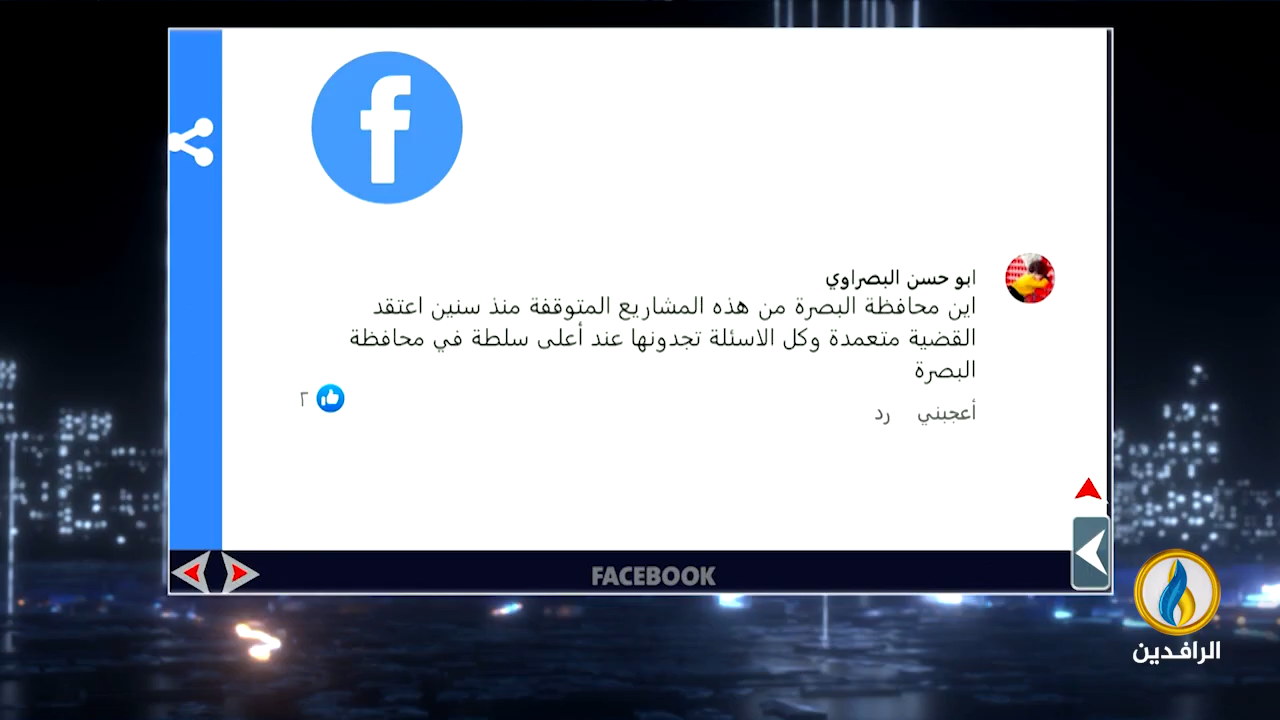 ابو حسن البصراوي
اين محافظة البصرة من هذه المشاريع المتوقفة منذ سنين اعتقد
القضية متعمدة وكل الاسئلة تجدونها عند أعلى سلطة في محافظة
البصرة
أعجبني رد
٢
FACEBOOK
الرافدين